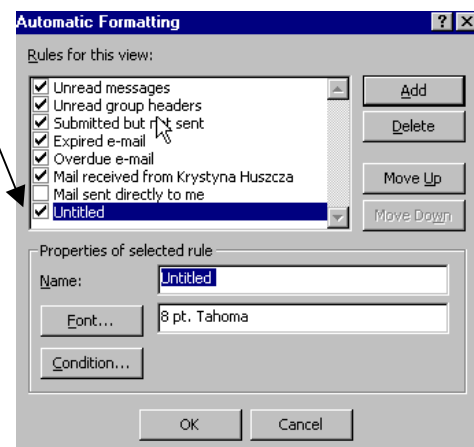 Automatic Formatting
Rules for this view:
Unread messages
Unread group headers
Submitted but not sent
Expired e-mail
Overdue e-mail
Mail received from Krystyna Huszcza
Mail sent directly to me
Untitled
Add
Delete
Move Up
Move Down
Properties of selected rule
Name: Untitled
Font... 8 pt. Tahoma
Condition...
OK Cancel